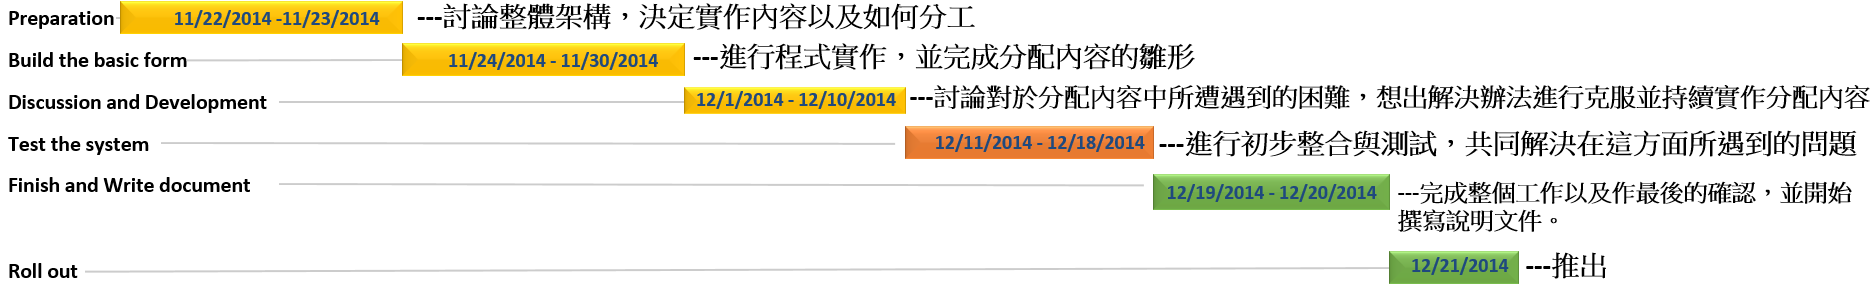 Preparation 11/22/2014 -11/23/2014 ---討論整體架構，決定實作內容以及如何分工
Build the basic form 11/24/2014 - 11/30/2014 ---進行程式實作，並完成分配內容的雛形
Discussion and Development 12/1/2014 - 12/10/2014 ---討論對於分配內容中所遭遇到的困難，想出解決辦法進行克服並持續實作分配內容
Test the system 12/11/2014 - 12/18/2014 ---進行初步整合與測試，共同解決在這方面所遇到的問題
Finish and Write document 12/19/2014 - 12/20/2014 ---完成整個工作以及作最後的確認，並開始
撰寫說明文件。
Roll out 12/21/2014 ---推出